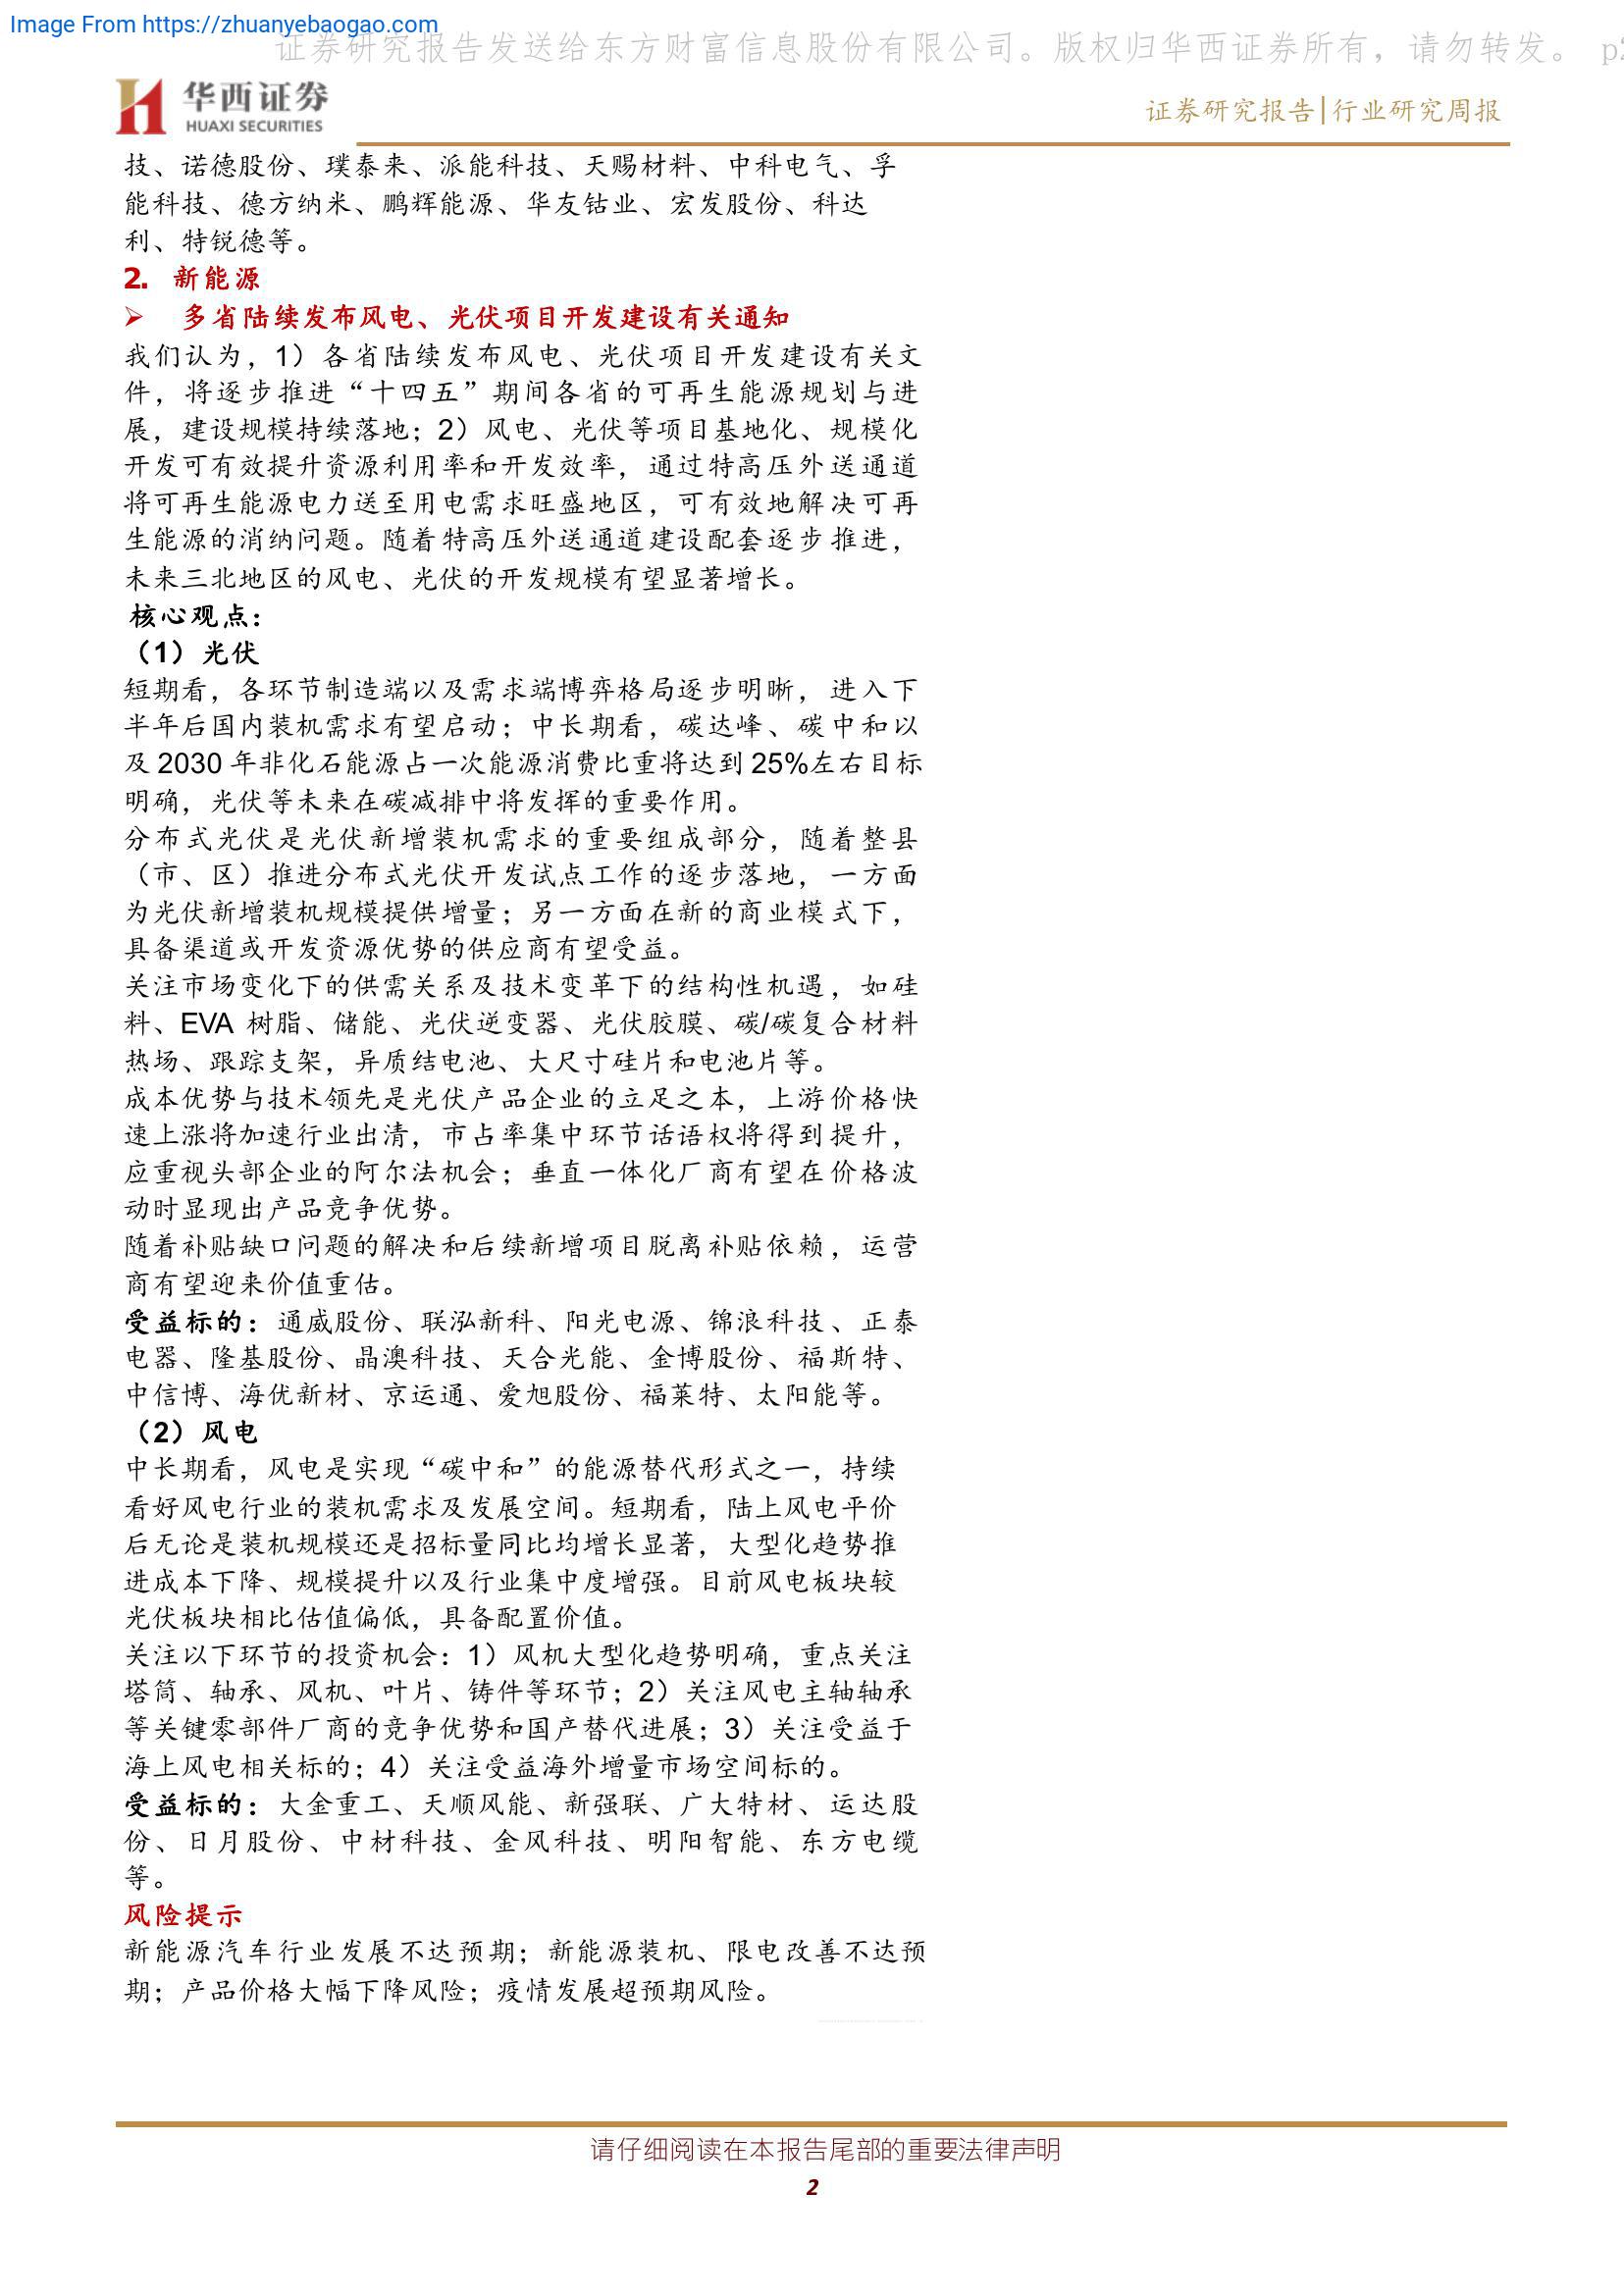 Image From https://zhuanyebaogao.com
证券研究报告发送给东方财富信息股份有限公司。版权归华西证券所有，请勿转发。 p2
华西证券
HUAXI SECURITIES
证券研究报告|行业研究周报
技、诺德股份、璞泰来、派能科技、天赐材料、中科电气、孚
能科技、德方纳米、鹏辉能源、华友钴业、宏发股份、科达
利、特锐德等。
2. 新能源
➢ 多省陆续发布风电、光伏项目开发建设有关通知
我们认为，1）各省陆续发布风电、光伏项目开发建设有关文
件，将逐步推进“十四五”期间各省的可再生能源规划与进
展，建设规模持续落地；2）风电、光伏等项目基地化、规模化
开发可有效提升资源利用率和开发效率，通过特高压外送通道
将可再生能源电力送至用电需求旺盛地区，可有效地解决可再
生能源的消纳问题。随着特高压外送通道建设配套逐步推进，
未来三北地区的风电、光伏的开发规模有望显著增长。
核心观点：
（1）光伏
短期看，各环节制造端以及需求端博弈格局逐步明晰，进入下
半年后国内装机需求有望启动；中长期看，碳达峰、碳中和以
及 2030 年非化石能源占一次能源消费比重将达到 25%左右目标
明确，光伏等未来在碳减排中将发挥的重要作用。
分布式光伏是光伏新增装机需求的重要组成部分，随着整县
（市、区）推进分布式光伏开发试点工作的逐步落地，一方面
为光伏新增装机规模提供增量；另一方面在新的商业模式下，
具备渠道或开发资源优势的供应商有望受益。
关注市场变化下的供需关系及技术变革下的结构性机遇，如硅
料、EVA 树脂、储能、光伏逆变器、光伏胶膜、碳/碳复合材料
热场、跟踪支架，异质结电池、大尺寸硅片和电池片等。
成本优势与技术领先是光伏产品企业的立足之本，上游价格快
速上涨将加速行业出清，市占率集中环节话语权将得到提升，
应重视头部企业的阿尔法机会；垂直一体化厂商有望在价格波
动时显现出产品竞争优势。
随着补贴缺口问题的解决和后续新增项目脱离补贴依赖，运营
商有望迎来价值重估。
受益标的：通威股份、联泓新科、阳光电源、锦浪科技、正泰
电器、隆基股份、晶澳科技、天合光能、金博股份、福斯特、
中信博、海优新材、京运通、爱旭股份、福莱特、太阳能等。
（2）风电
中长期看，风电是实现“碳中和”的能源替代形式之一，持续
看好风电行业的装机需求及发展空间。短期看，陆上风电平价
后无论是装机规模还是招标量同比均增长显著，大型化趋势推
进成本下降、规模提升以及行业集中度增强。目前风电板块较
光伏板块相比估值偏低，具备配置价值。
关注以下环节的投资机会：1）风机大型化趋势明确，重点关注
塔筒、轴承、风机、叶片、铸件等环节；2）关注风电主轴轴承
等关键零部件厂商的竞争优势和国产替代进展；3）关注受益于
海上风电相关标的；4）关注受益海外增量市场空间标的。
受益标的：大金重工、天顺风能、新强联、广大特材、运达股
份、日月股份、中材科技、金风科技、明阳智能、东方电缆
等。
风险提示
新能源汽车行业发展不达预期；新能源装机、限电改善不达预
期；产品价格大幅下降风险；疫情发展超预期风险。
请仔细阅读在本报告尾部的重要法律声明
2